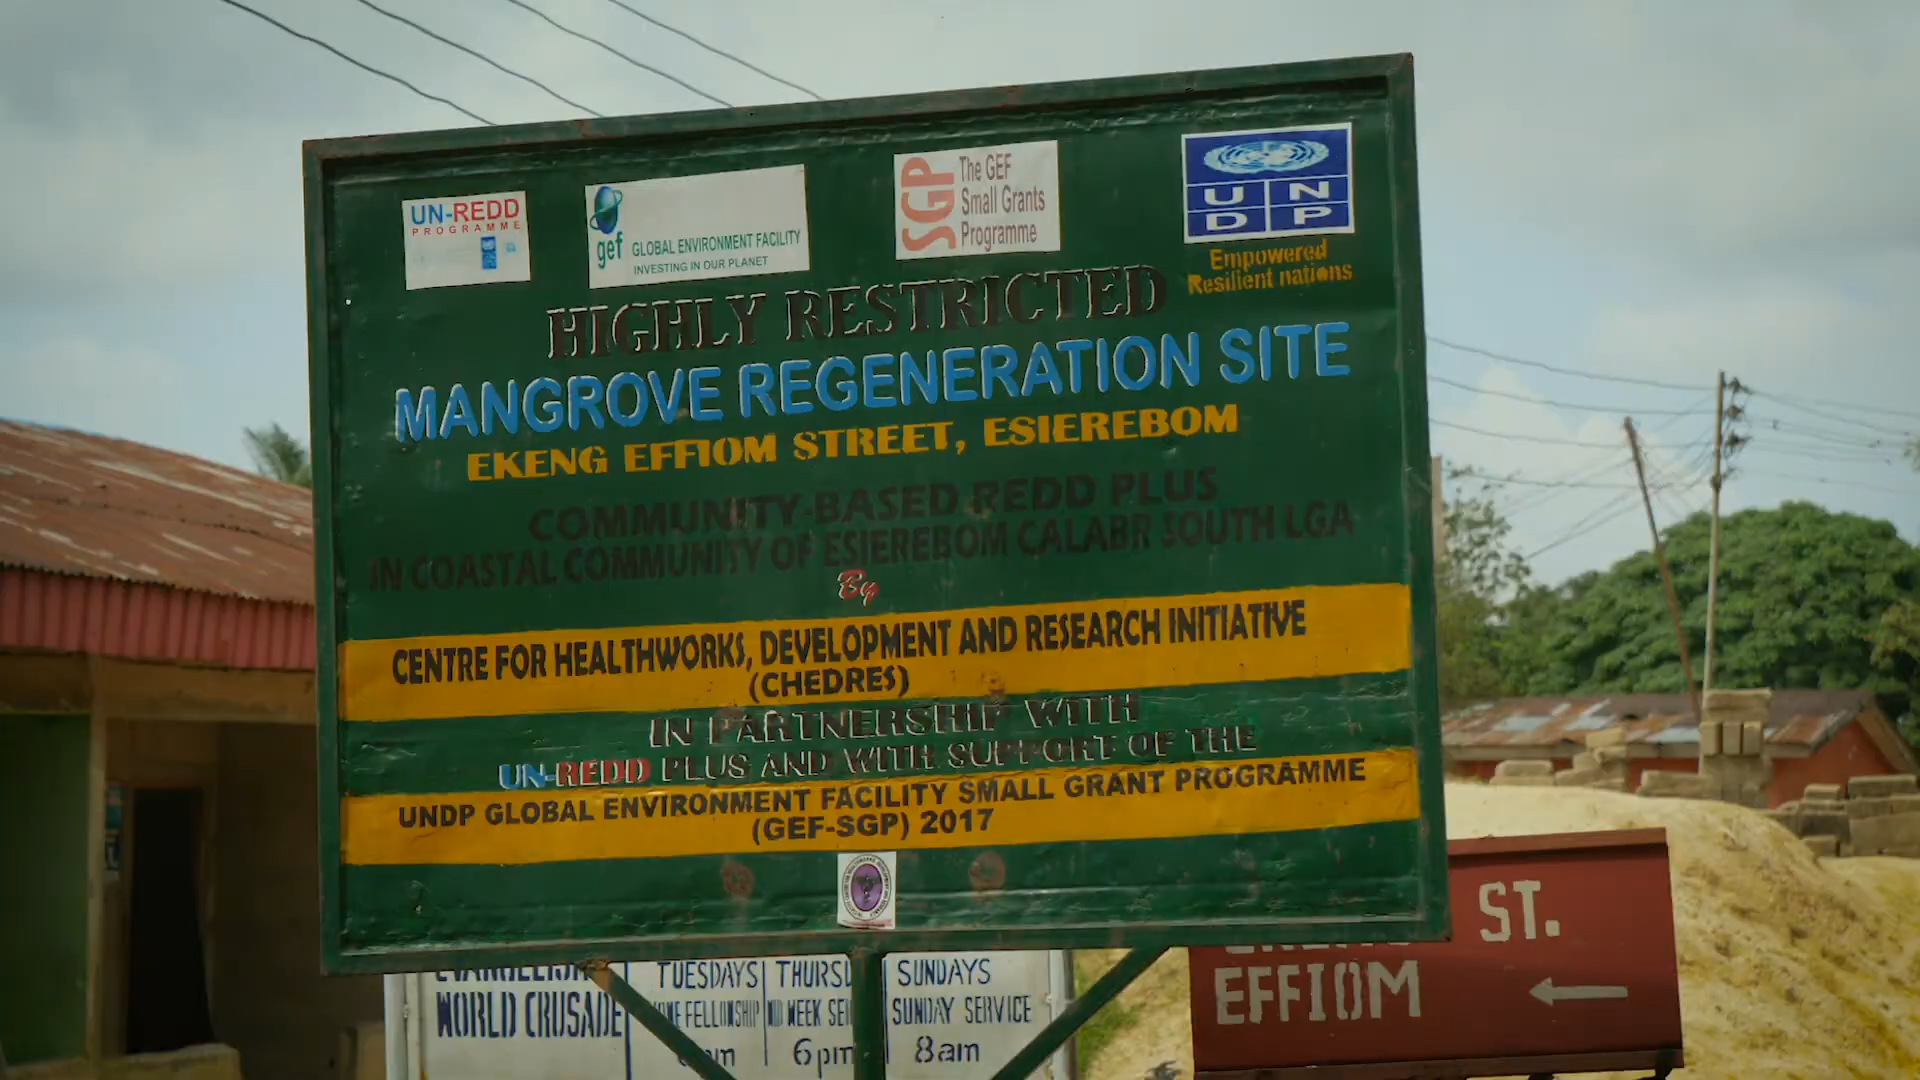 UN-REDD
PROGRAMME
gef GLOBAL ENVIRONMENT FACILITY
INVESTING IN OUR PLANET
SGP
The GEF
Small Grants
Programme
U N
D P
Empowered
Resilient nations
HIGHLY RESTRICTED
MANGROVE REGENERATION SITE
EKENG EFFIOM STREET, ESIEREBOM
COMMUNITY-BASED REDD PLUS
IN COASTAL COMMUNITY OF ESIEREBOM CALABR SOUTH LGA
By
CENTRE FOR HEALTHWORKS, DEVELOPMENT AND RESEARCH INITIATIVE
(CHEDRES)
IN PARTNERSHIP WITH
UN-REDD PLUS AND WITH SUPPORT OF THE
UNDP GLOBAL ENVIRONMENT FACILITY SMALL GRANT PROGRAMME
(GEF-SGP) 2017
WORLD CRUSADE
TUESDAYS
FELLOWSHIP
WEEK
6pm
SUNDAYS
SUNDAY SERVICE
8am
ST.
EFFIOM